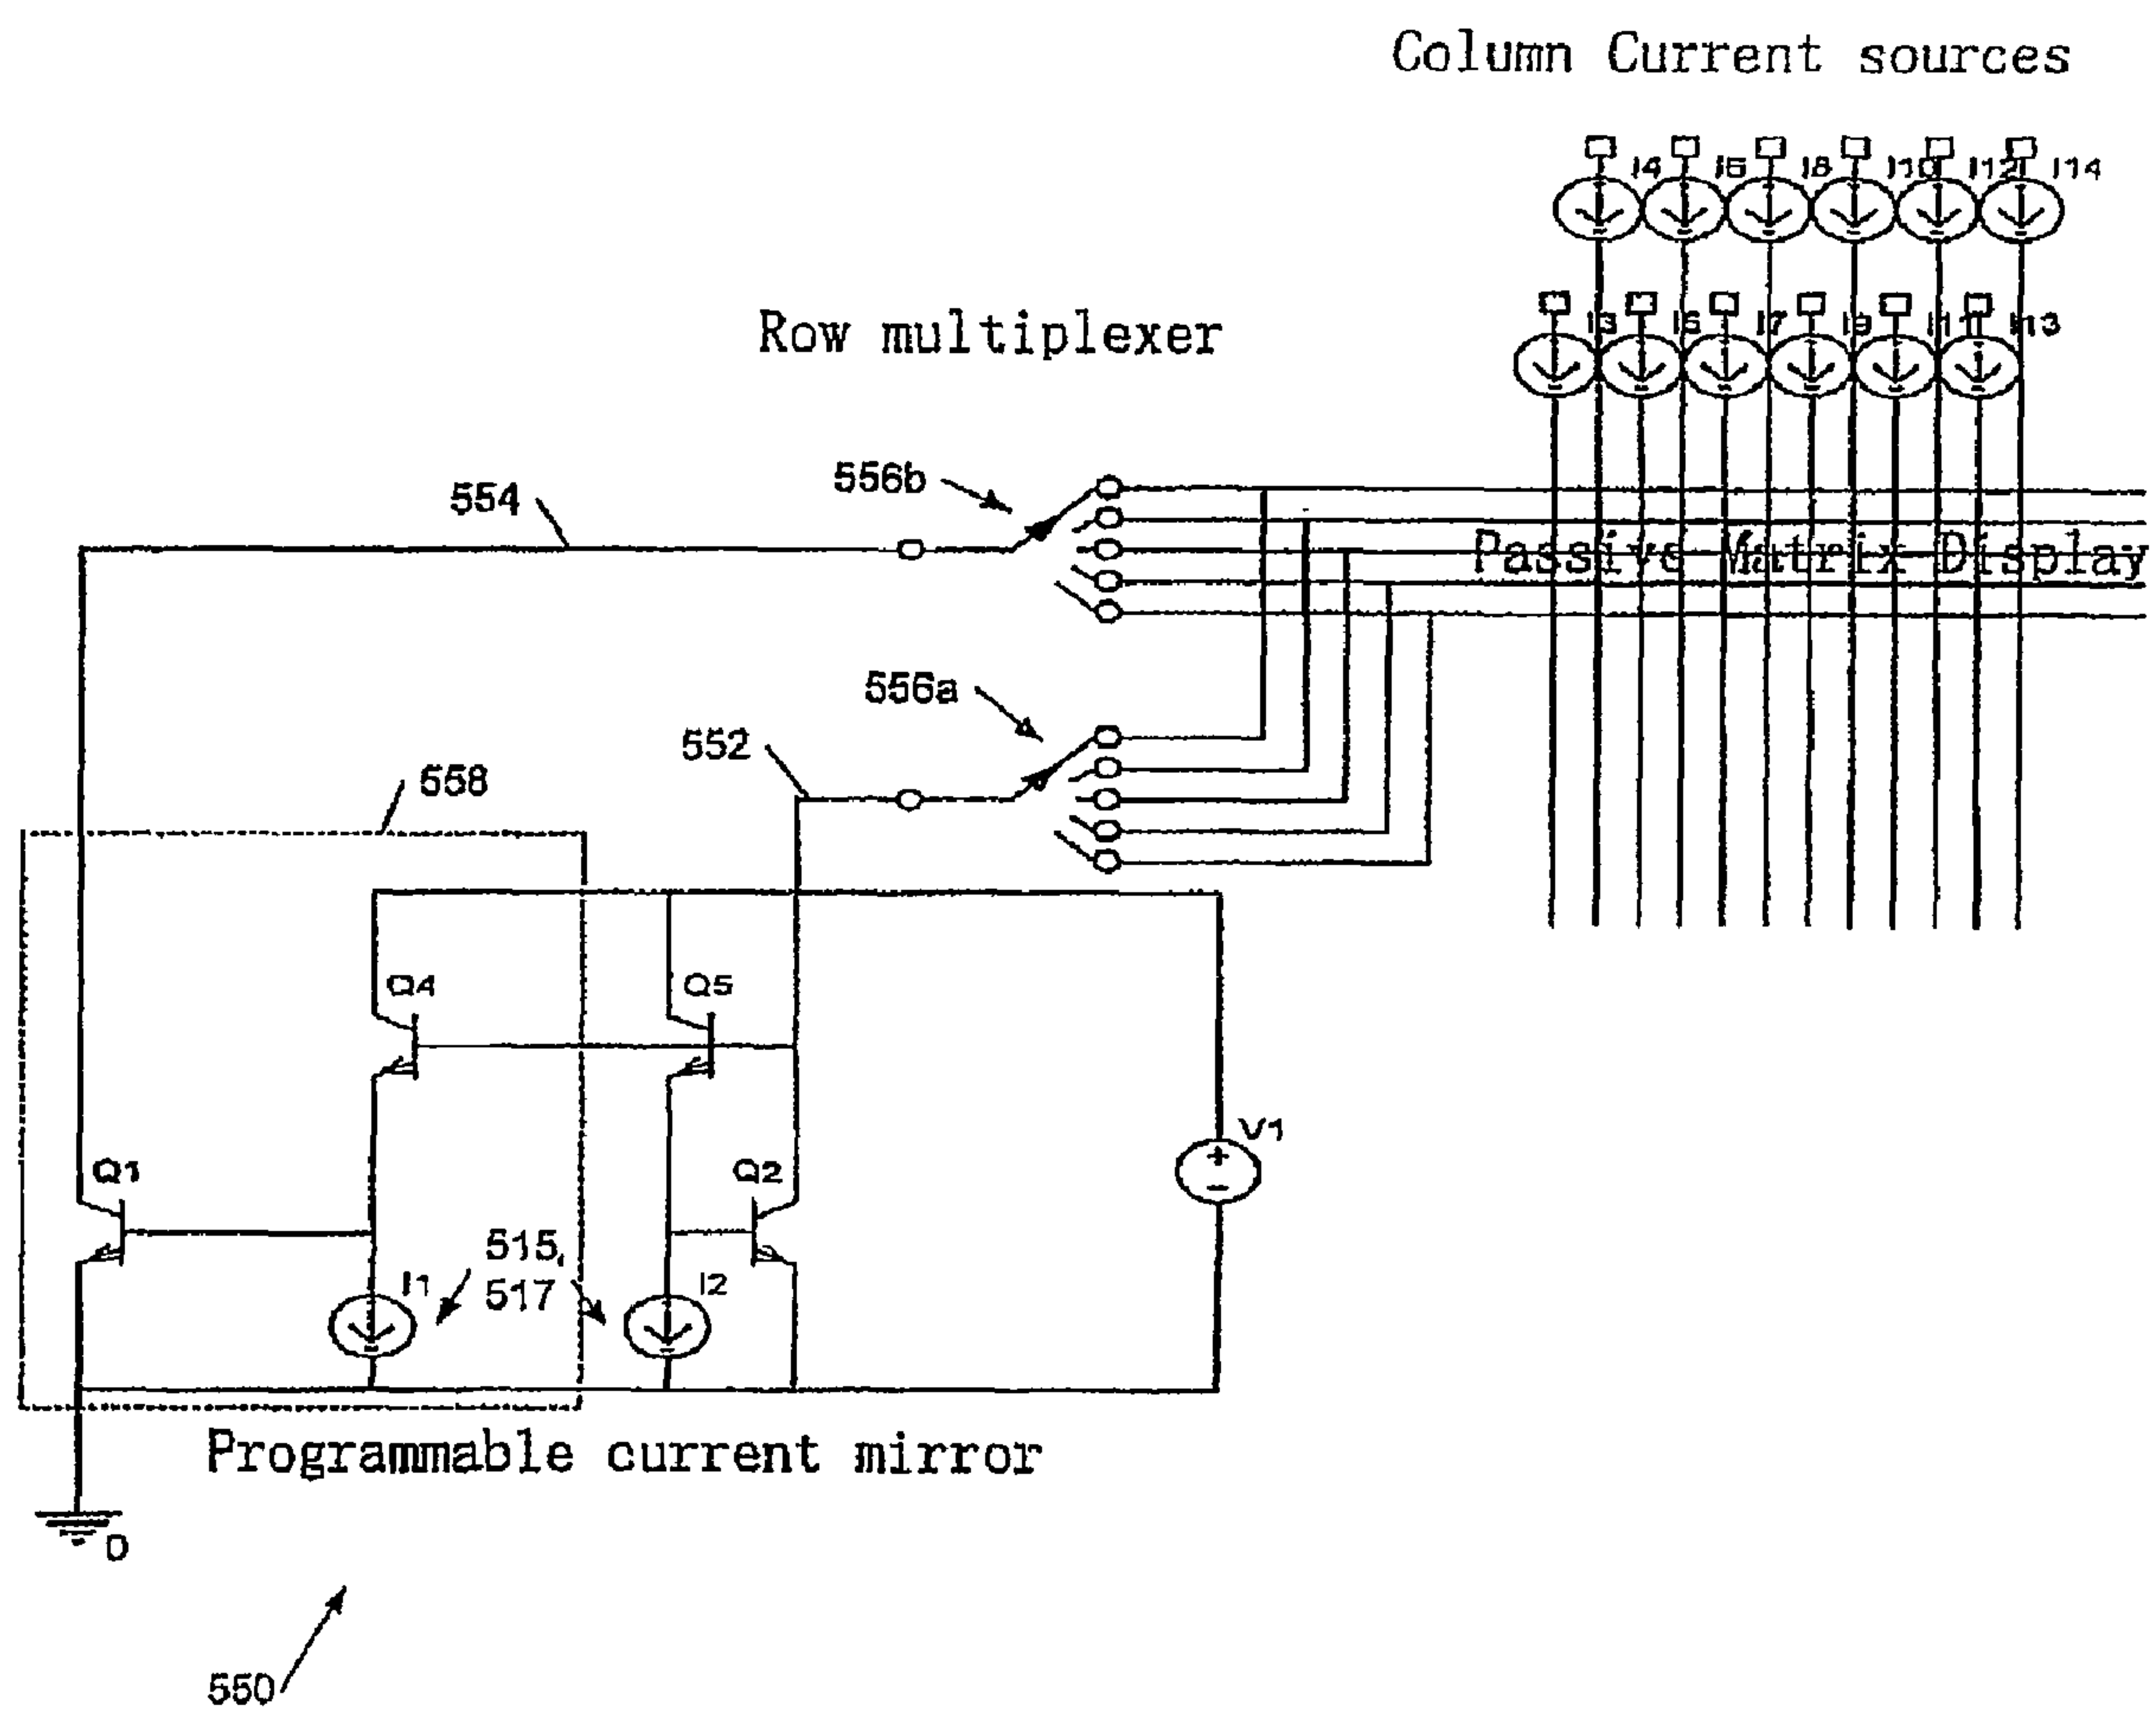 Column Current sources
I4 I6 I8 I10 I12 I14
Row multiplexer
I3 I5 I7 I9 I11 I13
556b
554
Passive Matrix Display
556a
552
558
Q4 Q5
V1
Q1 Q2
515,
517
I1 I2
Programmable current mirror
0
550